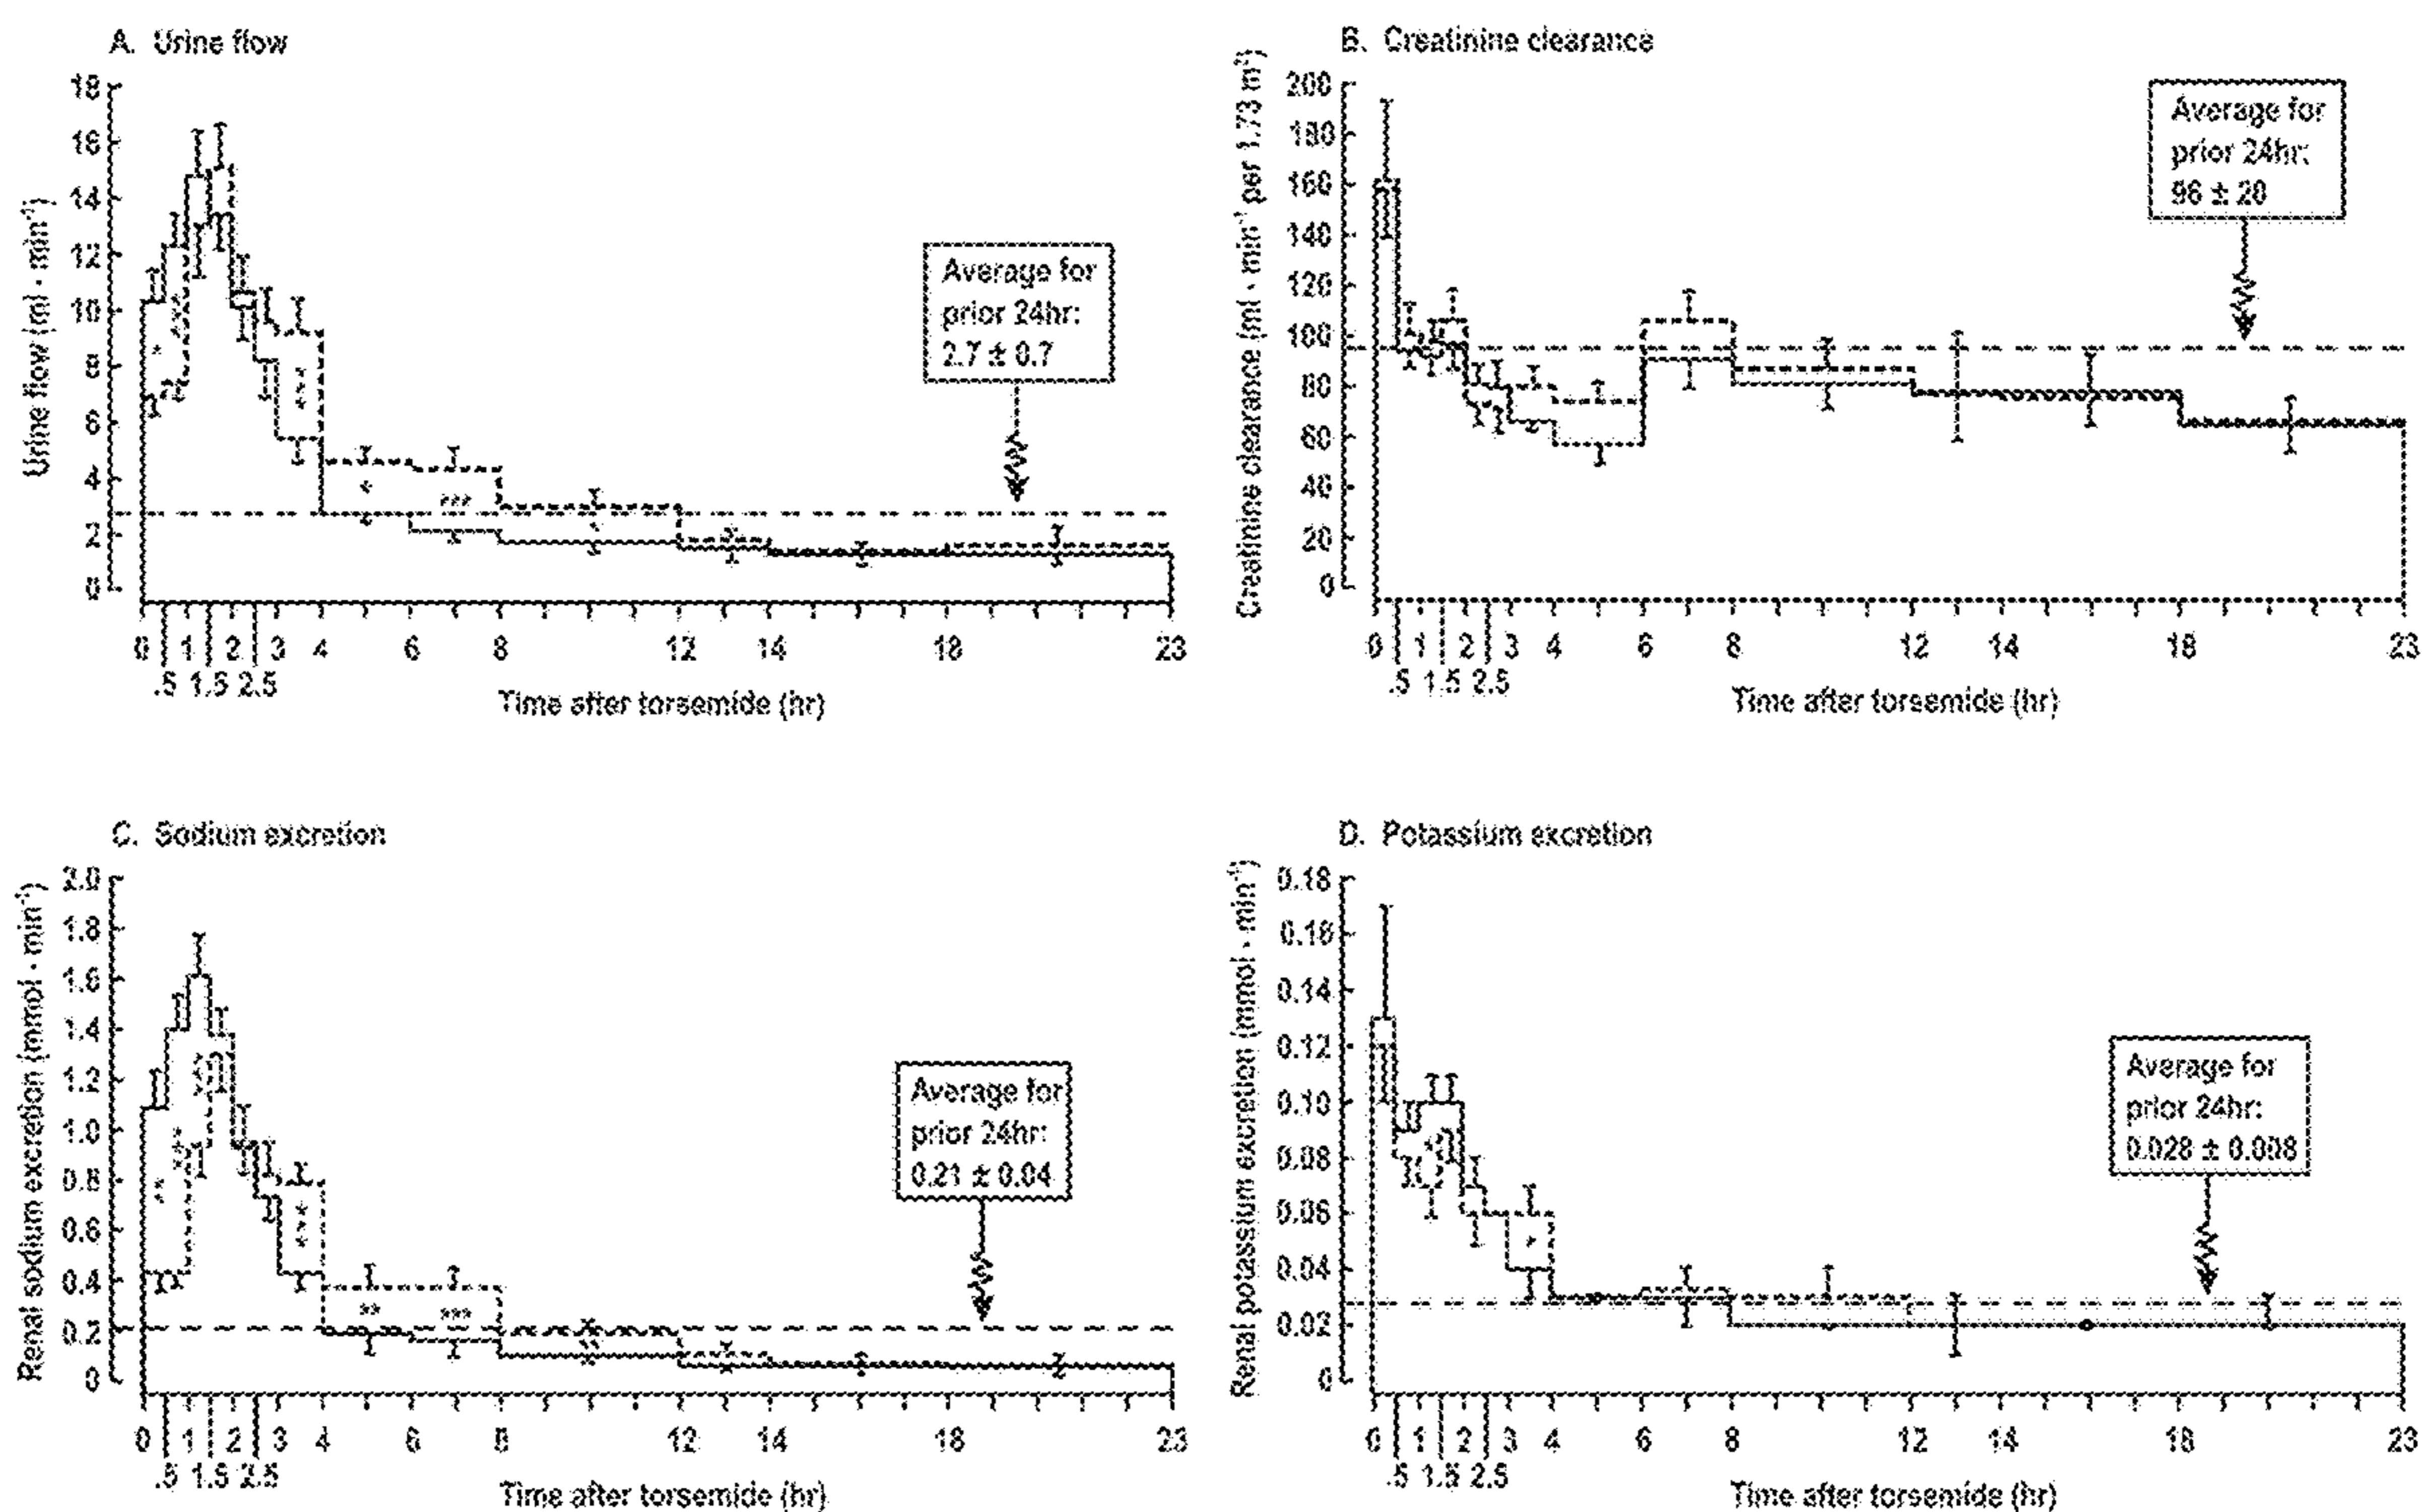 A. Urine flow
Urine flow (ml · min⁻¹)
18
16
14
12
10
8
6
4
2
0
Average for
prior 24hr:
2.7 ± 0.7
0 1 2 3 4 6 8 12 14 18 23
.5 1.5 2.5
Time after torsemide (hr)
B. Creatinine clearance
Creatinine clearance (ml · min⁻¹ per 1.73 m²)
200
180
160
140
120
100
80
60
40
20
0
Average for
prior 24hr:
96 ± 20
0 1 2 3 4 6 8 12 14 18 23
.5 1.5 2.5
Time after torsemide (hr)
C. Sodium excretion
Renal sodium excretion (mmol · min⁻¹)
2.0
1.8
1.6
1.4
1.2
1.0
0.8
0.6
0.4
0.2
0
Average for
prior 24hr:
0.21 ± 0.04
0 1 2 3 4 6 8 12 14 18 23
.5 1.5 2.5
Time after torsemide (hr)
D. Potassium excretion
Renal potassium excretion (mmol · min⁻¹)
0.18
0.16
0.14
0.12
0.10
0.08
0.06
0.04
0.02
0
Average for
prior 24hr:
0.028 ± 0.008
0 1 2 3 4 6 8 12 14 18 23
.5 1.5 2.5
Time after torsemide (hr)